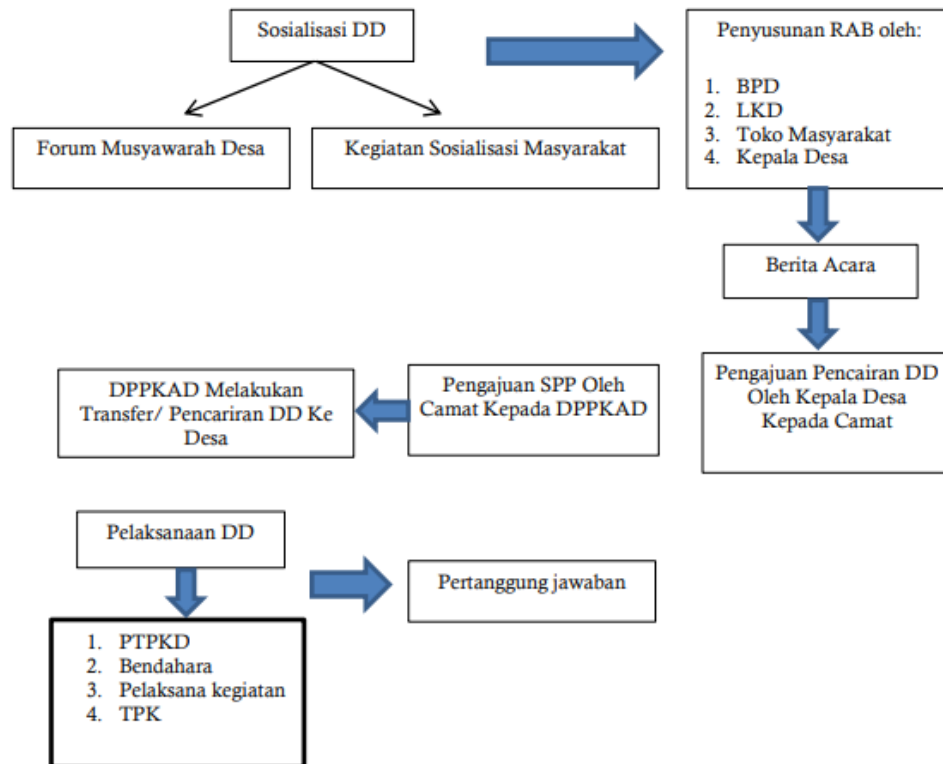 Sosialisasi DD
Forum Musyawarah Desa
Kegiatan Sosialisasi Masyarakat
Penyusunan RAB oleh:
1. BPD
2. LKD
3. Toko Masyarakat
4. Kepala Desa
Berita Acara
Pengajuan Pencairan DD
Oleh Kepala Desa
Kepada Camat
Pengajuan SPP Oleh
Camat Kepada DPPKAD
DPPKAD Melakukan
Transfer/ Pencariran DD Ke
Desa
Pelaksanaan DD
1. PTPKD
2. Bendahara
3. Pelaksana kegiatan
4. TPK
Pertanggung jawaban